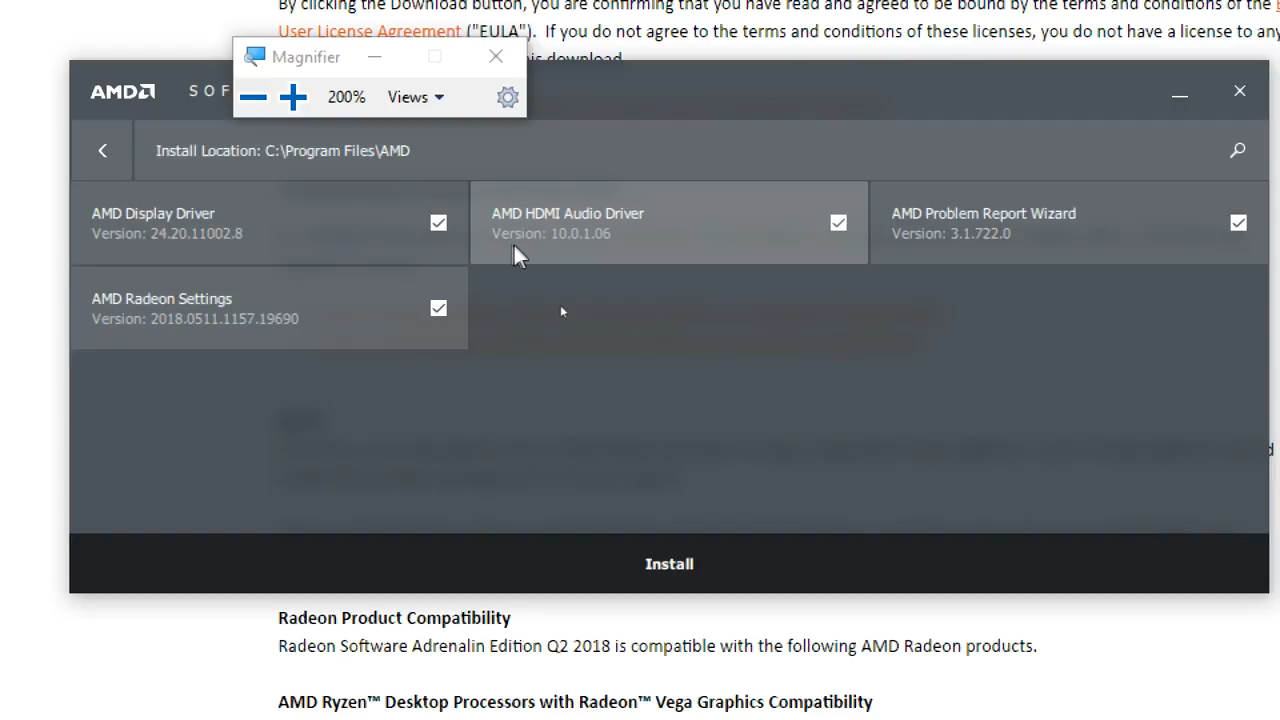 By clicking the Download button, you are confirming that you have read and agreed to be bound by the terms and conditions of the
User License Agreement ("EULA"). If you do not agree to the terms and conditions of these licenses, you do not have a license to any
this download.
Magnifier
200% Views
AMD SOF
Install Location: C:\Program Files\AMD
AMD Display Driver
Version: 24.20.11002.8
AMD HDMI Audio Driver
Version: 10.0.1.06
AMD Problem Report Wizard
Version: 3.1.722.0
AMD Radeon Settings
Version: 2018.0511.1157.19690
Install
Radeon Product Compatibility
Radeon Software Adrenalin Edition Q2 2018 is compatible with the following AMD Radeon products.
AMD Ryzen™ Desktop Processors with Radeon™ Vega Graphics Compatibility